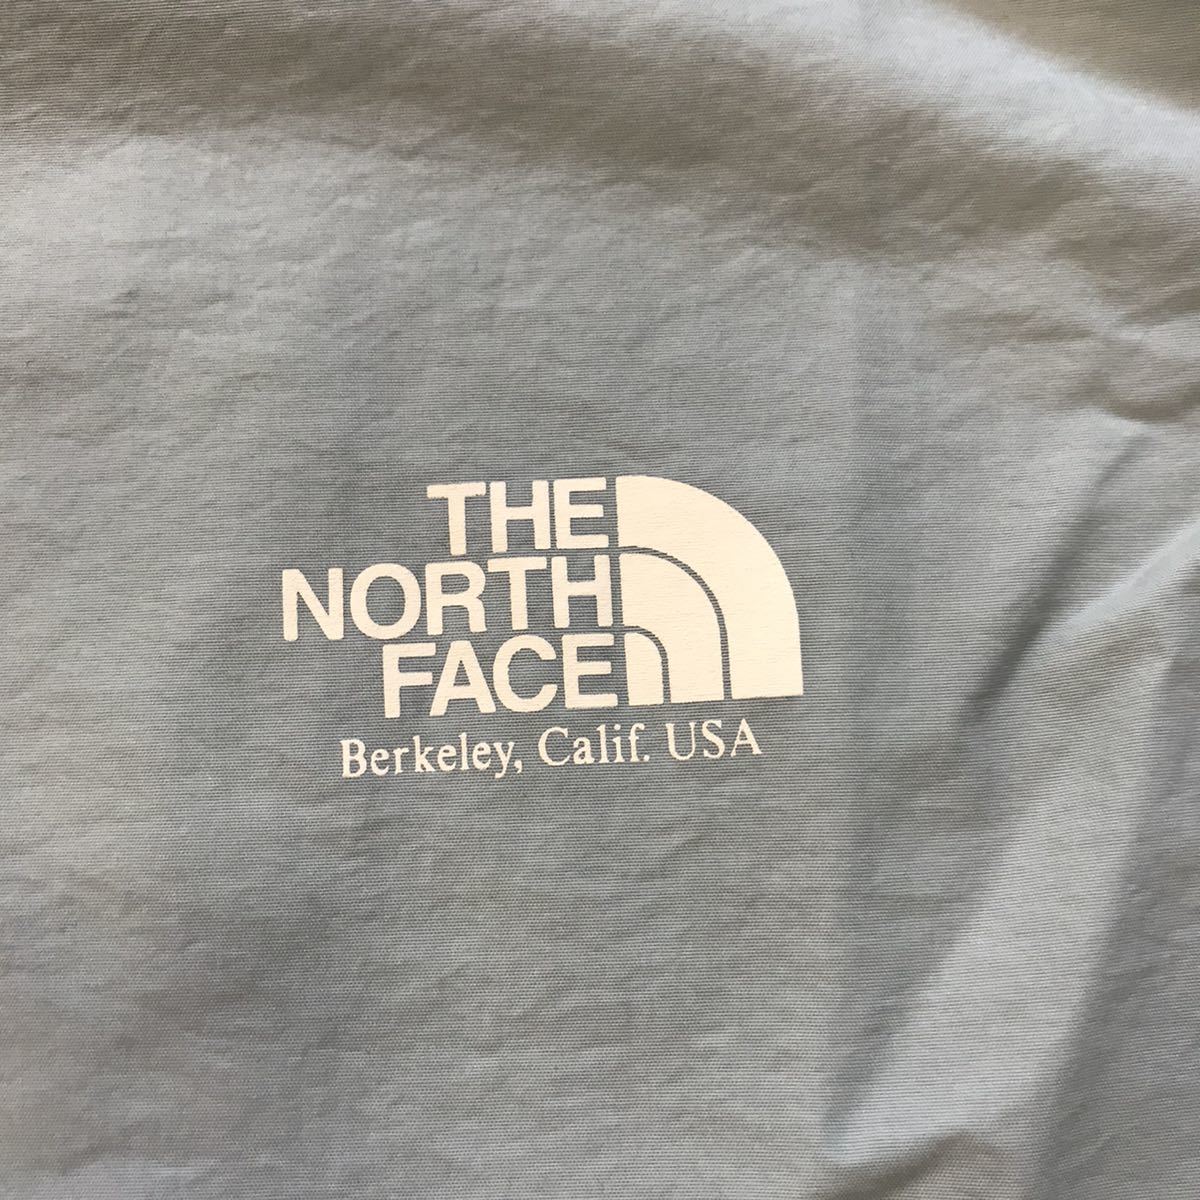 THE
NORTH
FACE
Berkeley, Calif. USA